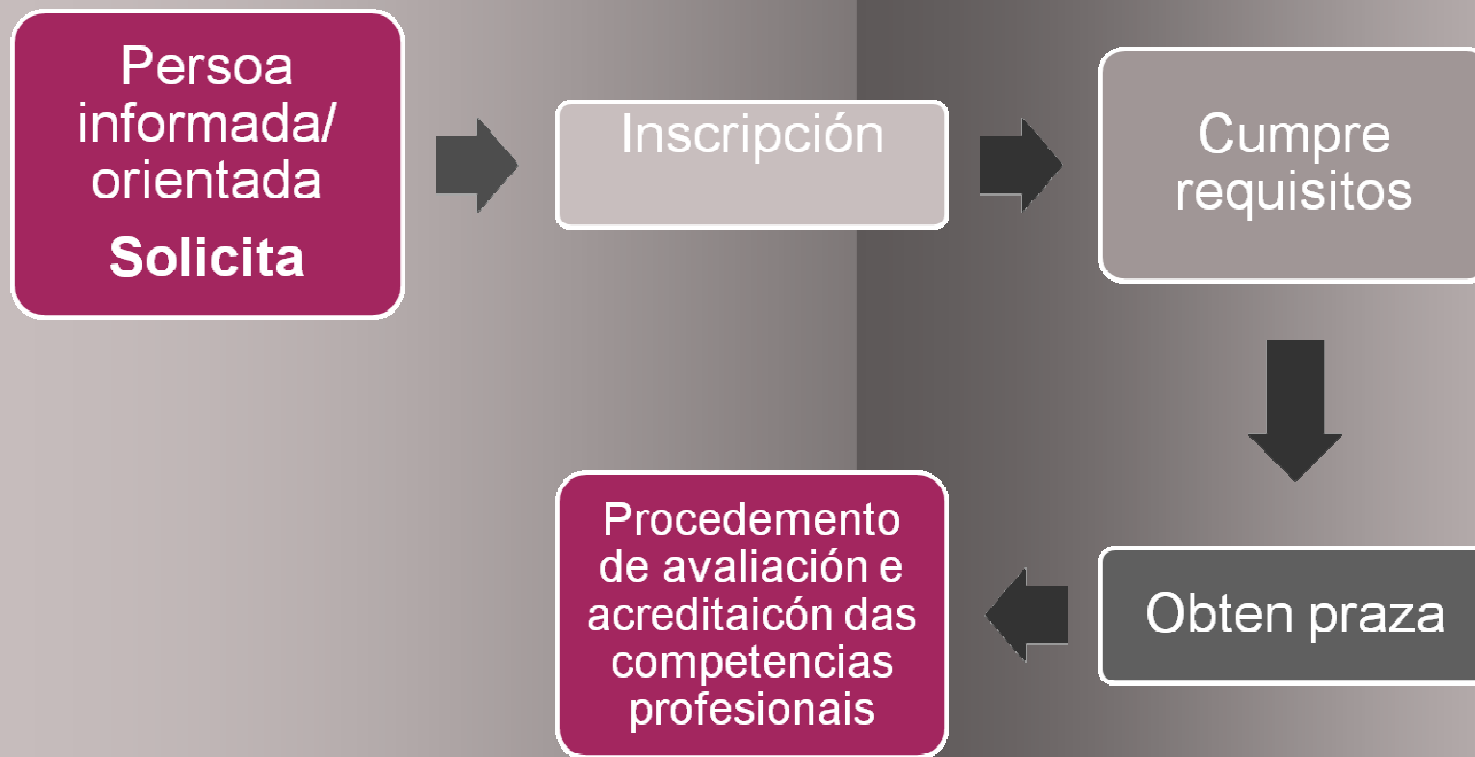 Persoa
informada/
orientada
Solicita
Inscripción
Cumpre
requisitos
Obten praza
Procedemento
de avaliación e
acreditaicón das
competencias
profesionais